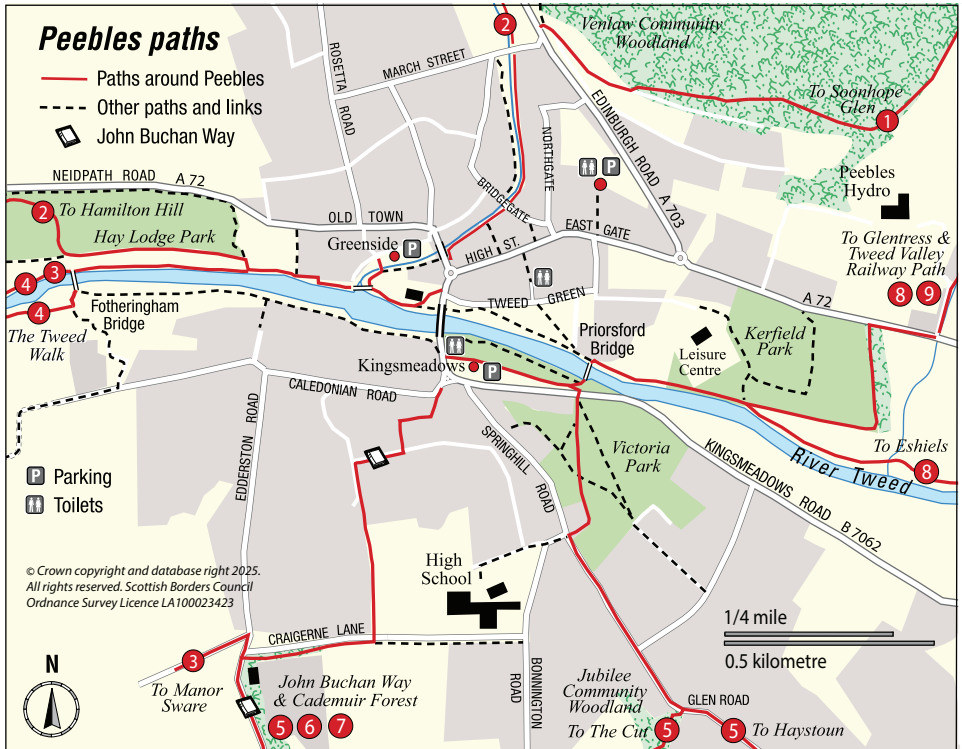 Peebles paths
Paths around Peebles
Other paths and links
John Buchan Way
2
Venlaw Community
Woodland
ROSETTA
ROAD
MARCH STREET
To Soonhope
Glen
1
EDINBURGH ROAD A 703
NORTHGATE
P
NEIDPATH ROAD A 72
Peebles
Hydro
2 To Hamilton Hill
Hay Lodge Park
OLD TOWN
BRIDGEGATE
HIGH ST.
EAST GATE
Greenside P
To Glentress &
Tweed Valley
Railway Path
8 9
A 72
4 3
4
Fotheringham
Bridge
The Tweed
Walk
TWEED GREEN
Priorsford
Bridge
Leisure
Centre
Kerfield
Park
Kingsmeadows P
CALEDONIAN ROAD
EDDERSTON ROAD
SPRINGHILL ROAD
Victoria
Park
KINGSMEADOWS ROAD B 7062
River Tweed
To Eshiels
8
P Parking
Toilets
© Crown copyright and database right 2025.
All rights reserved. Scottish Borders Council
Ordnance Survey Licence LA100023423
High
School
1/4 mile
0.5 kilometre
CRAIGERNE LANE
N
3
To Manor
Sware
John Buchan Way
& Cademuir Forest
5 6 7
BONNINGTON
ROAD
Jubilee
Community
Woodland
To The Cut 5
GLEN ROAD
5 To Haystoun